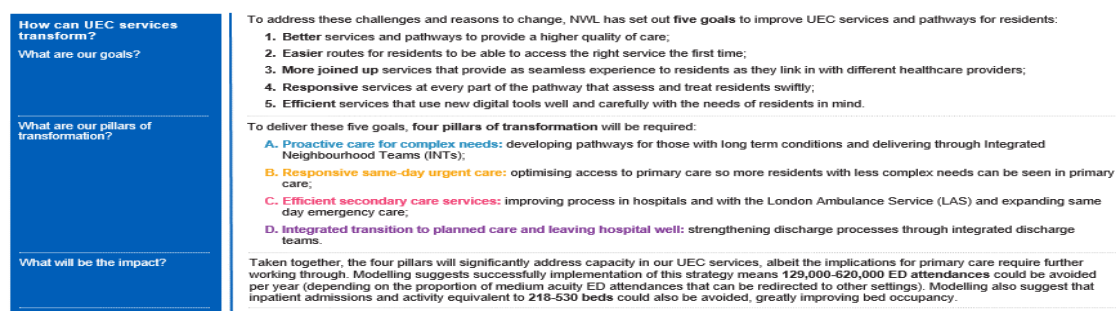 How can UEC services
transform?
What are our goals?
To address these challenges and reasons to change, NWL has set out five goals to improve UEC services and pathways for residents:
1. Better services and pathways to provide a higher quality of care;
2. Easier routes for residents to be able to access the right service the first time;
3. More joined up services that provide as seamless experience to residents as they link in with different healthcare providers;
4. Responsive services at every part of the pathway that assess and treat residents swiftly;
5. Efficient services that use new digital tools well and carefully with the needs of residents in mind.
What are our pillars of
transformation?
To deliver these five goals, four pillars of transformation will be required:
A. Proactive care for complex needs: developing pathways for those with long term conditions and delivering through Integrated
Neighbourhood Teams (INTs);
B. Responsive same-day urgent care: optimising access to primary care so more residents with less complex needs can be seen in primary
care;
C. Efficient secondary care services: improving process in hospitals and with the London Ambulance Service (LAS) and expanding same
day emergency care;
D. Integrated transition to planned care and leaving hospital well: strengthening discharge processes through integrated discharge
teams.
What will be the impact?
Taken together, the four pillars will significantly address capacity in our UEC services, albeit the implications for primary care require further
working through. Modelling suggests successfully implementation of this strategy means 129,000-620,000 ED attendances could be avoided
per year (depending on the proportion of medium acuity ED attendances that can be redirected to other settings). Modelling also suggest that
inpatient admissions and activity equivalent to 218-530 beds could also be avoided, greatly improving bed occupancy.